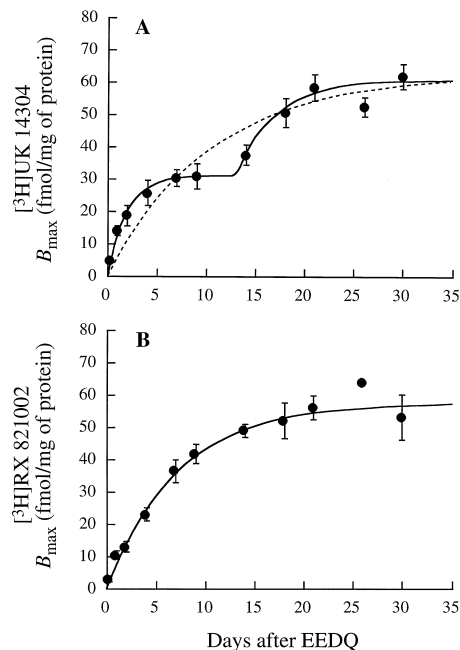 A
[³H]UK 14304
Bmax (fmol/mg of protein)
80
70
60
50
40
30
20
10
0
0 5 10 15 20 25 30 35
B
[³H]RX 821002
Bmax (fmol/mg of protein)
80
70
60
50
40
30
20
10
0
0 5 10 15 20 25 30 35
Days after EEDQ